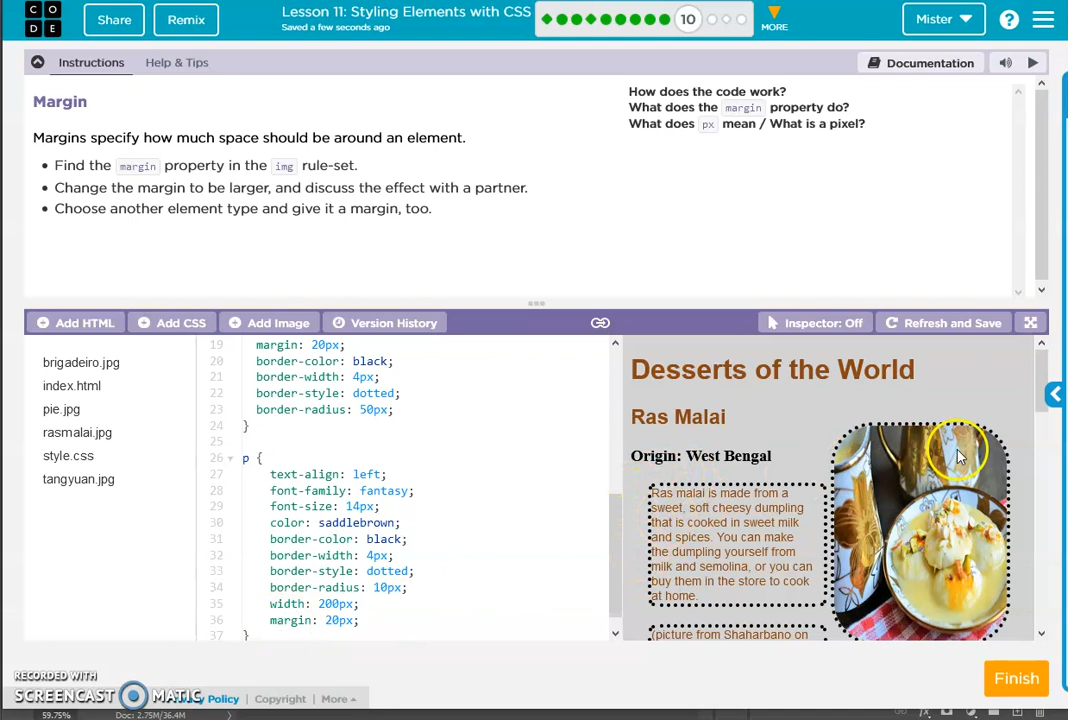 CO
DE
Share
Remix
Lesson 11: Styling Elements with CSS
Saved a few seconds ago
10
MORE
Mister
?
Instructions
Help & Tips
Documentation
Margin
Margins specify how much space should be around an element.
• Find the margin property in the img rule-set.
• Change the margin to be larger, and discuss the effect with a partner.
• Choose another element type and give it a margin, too.
How does the code work?
What does the margin property do?
What does px mean / What is a pixel?
Add HTML
Add CSS
Add Image
Version History
Inspector: Off
Refresh and Save
brigadeiro.jpg
index.html
pie.jpg
rasmalai.jpg
style.css
tangyuan.jpg
19 margin: 20px;
20 border-color: black;
21 border-width: 4px;
22 border-style: dotted;
23 border-radius: 50px;
24 }
25
26 p {
27 text-align: left;
28 font-family: fantasy;
29 font-size: 14px;
30 color: saddlebrown;
31 border-color: black;
32 border-width: 4px;
33 border-style: dotted;
34 border-radius: 10px;
35 width: 200px;
36 margin: 20px;
37 }
Desserts of the World
Ras Malai
Origin: West Bengal
Ras malai is made from a
sweet, soft cheesy dumpling
that is cooked in sweet milk
and spices. You can make
the dumpling yourself from
milk and semolina, or you can
buy them in the store to cook
at home.
(picture from Shaharbano on
Finish
RECORDED WITH
SCREENCAST MATIC
Policy
Copyright
More
59.75%
Doc: 2.75M/36.4M